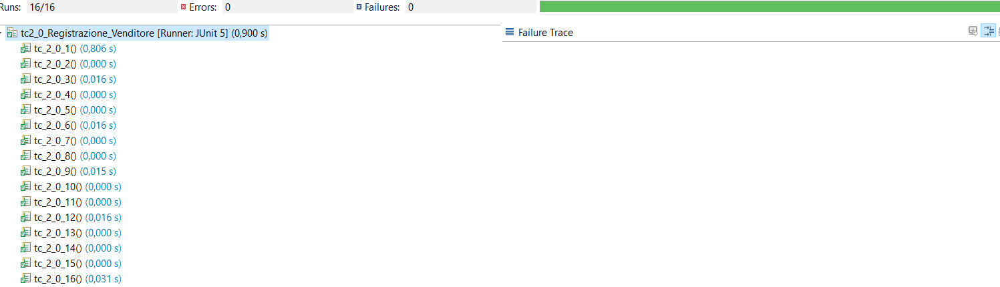 Runs: 16/16 Errors: 0 Failures: 0
tc2_0_Registrazione_Venditore [Runner: JUnit 5] (0,900 s)
Failure Trace
tc_2_0_1() (0,806 s)
tc_2_0_2() (0,000 s)
tc_2_0_3() (0,016 s)
tc_2_0_4() (0,000 s)
tc_2_0_5() (0,000 s)
tc_2_0_6() (0,016 s)
tc_2_0_7() (0,000 s)
tc_2_0_8() (0,000 s)
tc_2_0_9() (0,015 s)
tc_2_0_10() (0,000 s)
tc_2_0_11() (0,000 s)
tc_2_0_12() (0,016 s)
tc_2_0_13() (0,000 s)
tc_2_0_14() (0,000 s)
tc_2_0_15() (0,000 s)
tc_2_0_16() (0,031 s)